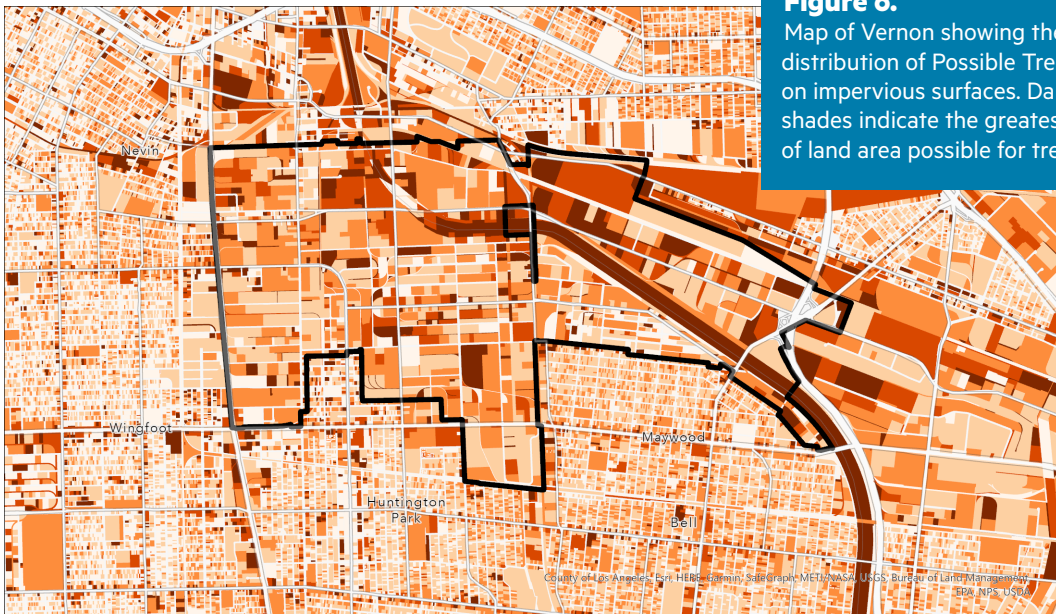 Figure 6.
Map of Vernon showing the
distribution of Possible Tre
on impervious surfaces. Da
shades indicate the greates
of land area possible for tre
Nevin
Wingfoot
Maywood
Huntington
Park
Bell
County of Los Angeles, Esri, HERE, Garmin, SafeGraph, METI/NASA, USGS, Bureau of Land Management,
EPA, NPS, USDA